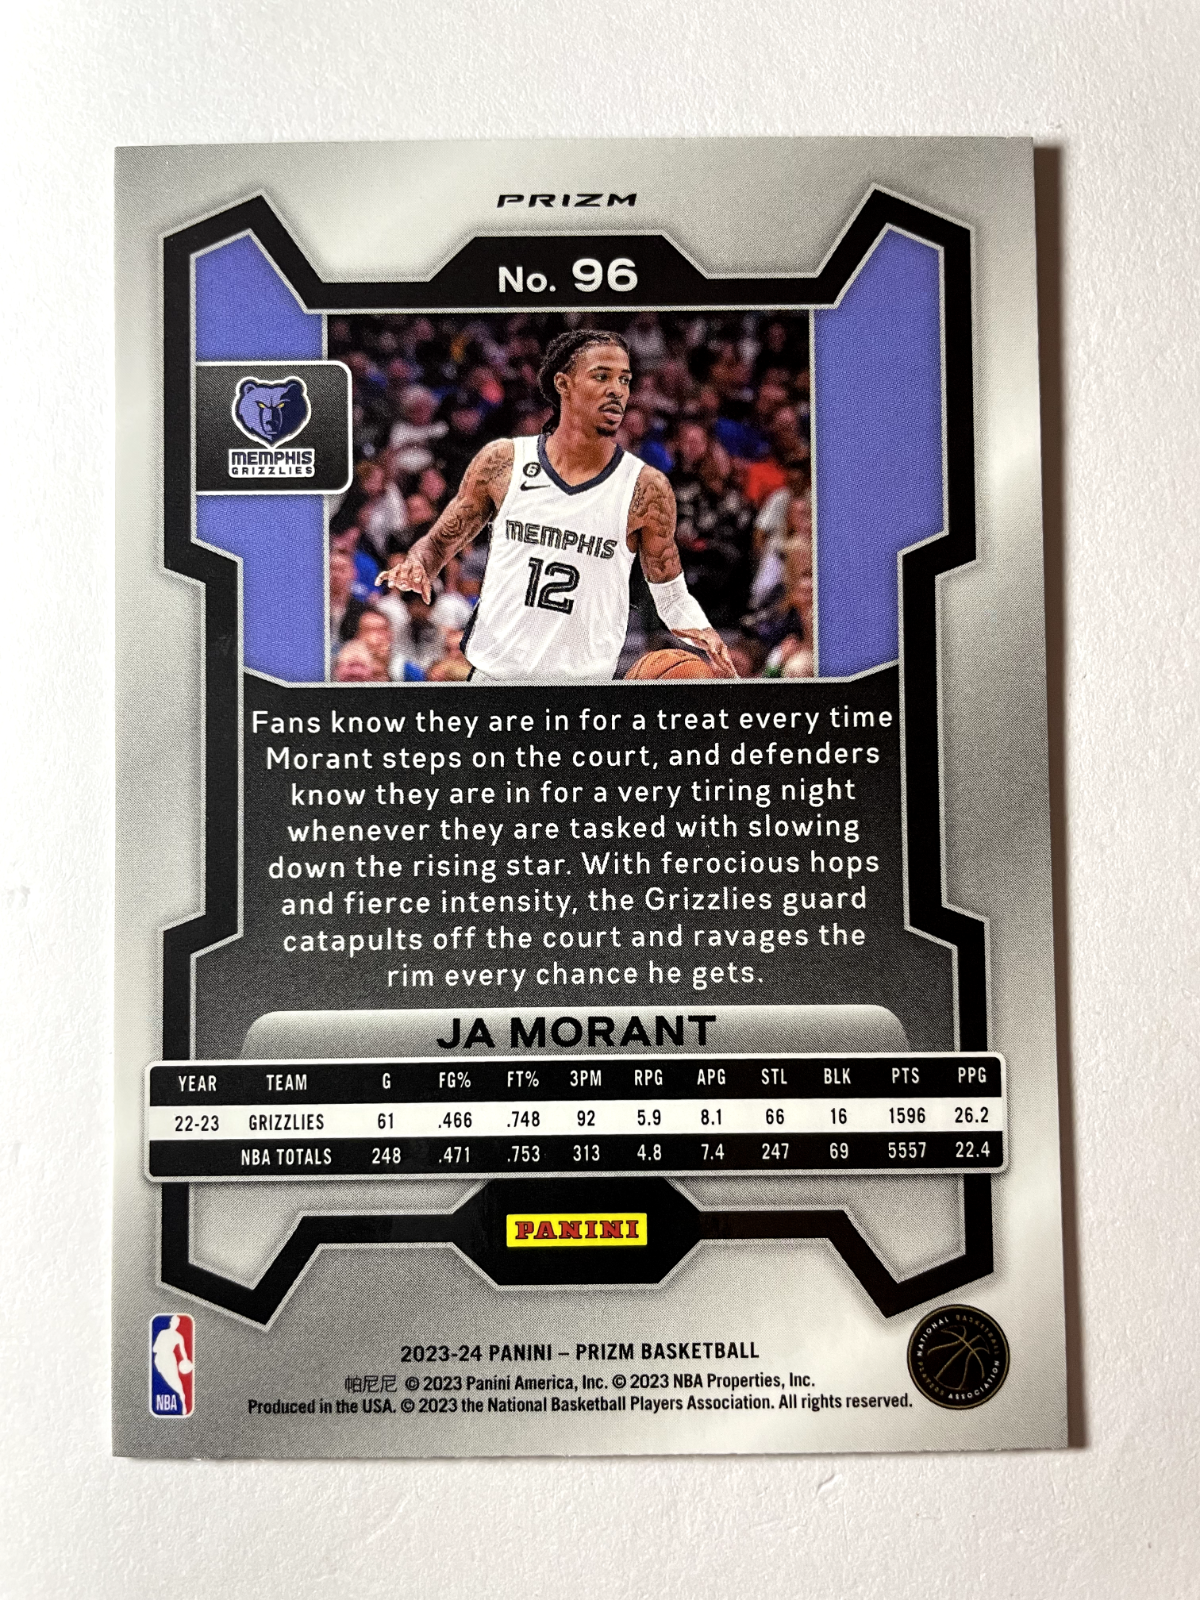 PRIZM
No. 96
MEMPHIS
GRIZZLIES
6
MEMPHIS
12
Fans know they are in for a treat every time
Morant steps on the court, and defenders
know they are in for a very tiring night
whenever they are tasked with slowing
down the rising star. With ferocious hops
and fierce intensity, the Grizzlies guard
catapults off the court and ravages the
rim every chance he gets.
JA MORANT
YEAR TEAM G FG% FT% 3PM RPG APG STL BLK PTS PPG
22-23 GRIZZLIES 61 .466 .748 92 5.9 8.1 66 16 1596 26.2
NBA TOTALS 248 .471 .753 313 4.8 7.4 247 69 5557 22.4
PANINI
NBA
NATIONAL BASKETBALL PLAYERS ASSOCIATION
2023-24 PANINI – PRIZM BASKETBALL
帕尼尼 © 2023 Panini America, Inc. © 2023 NBA Properties, Inc.
Produced in the USA. © 2023 the National Basketball Players Association. All rights reserved.